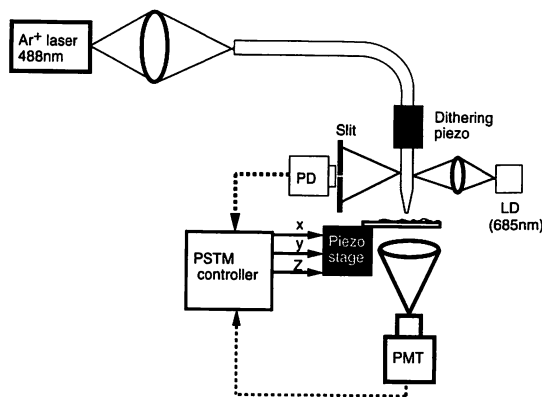 Ar+ laser
488nm
Dithering
piezo
Slit
PD
LD
(685nm)
x
y
Z
Piezo
stage
PSTM
controller
PMT